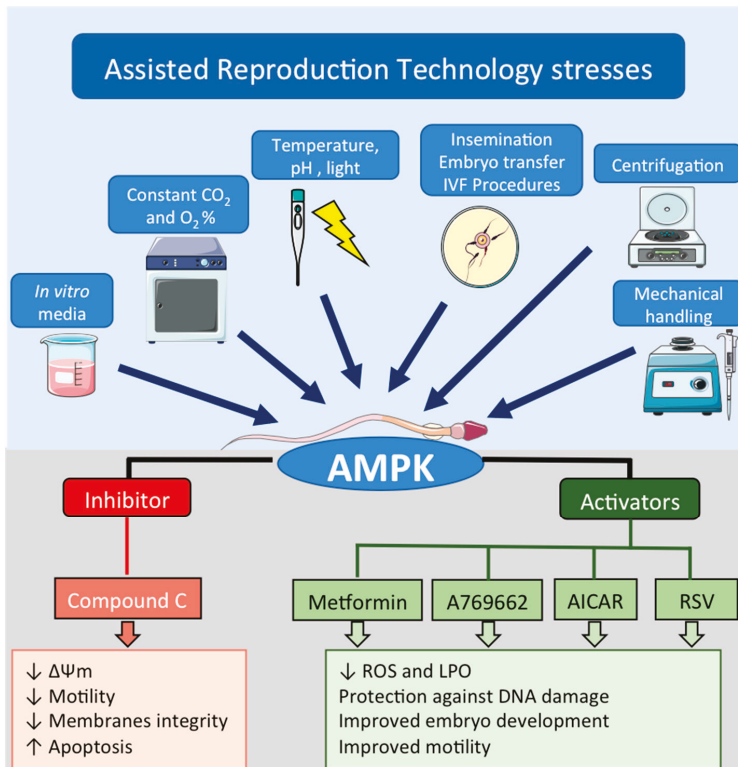 Assisted Reproduction Technology stresses
Temperature,
pH , light
Insemination
Embryo transfer
IVF Procedures
Centrifugation
Constant CO₂
and O₂ %
In vitro
media
Mechanical
handling
AMPK
Inhibitor
Activators
Compound C
Metformin
A769662
AICAR
RSV
↓ ΔΨm
↓ Motility
↓ Membranes integrity
↑ Apoptosis
↓ ROS and LPO
Protection against DNA damage
Improved embryo development
Improved motility